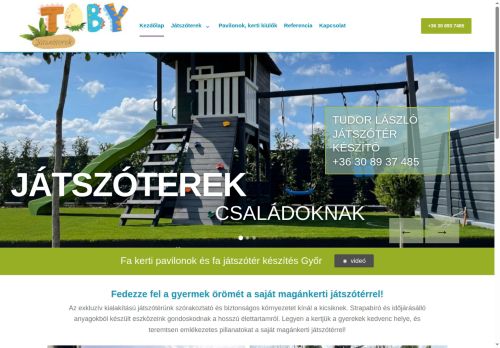 TOBY
Játszóterek
Kezdőlap
Játszóterek
Pavilonok, kerti kiülők
Referencia
Kapcsolat
+36 30 893 7485
TUDOR LÁSZLÓ
JÁTSZÓTÉR
KÉSZÍTŐ
+36 30 89 37 485
JÁTSZÓTEREK
CSALÁDOKNAK
Fa kerti pavilonok és fa játszótér készítés Győr
videó
Fedezze fel a gyermek örömét a saját magánkerti játszótérrel!
Az exkluzív kialakítású játszóterünk szórakoztató és biztonságos környezetet kínál a kicsiknek. Strapabíró és időjárásálló
anyagokból készült eszközeink gondoskodnak a hosszú élettartamról. Legyen a kertjük a gyerekek kedvenc helye, és
teremtsen emlékezetes pillanatokat a saját magánkerti játszótérrel!